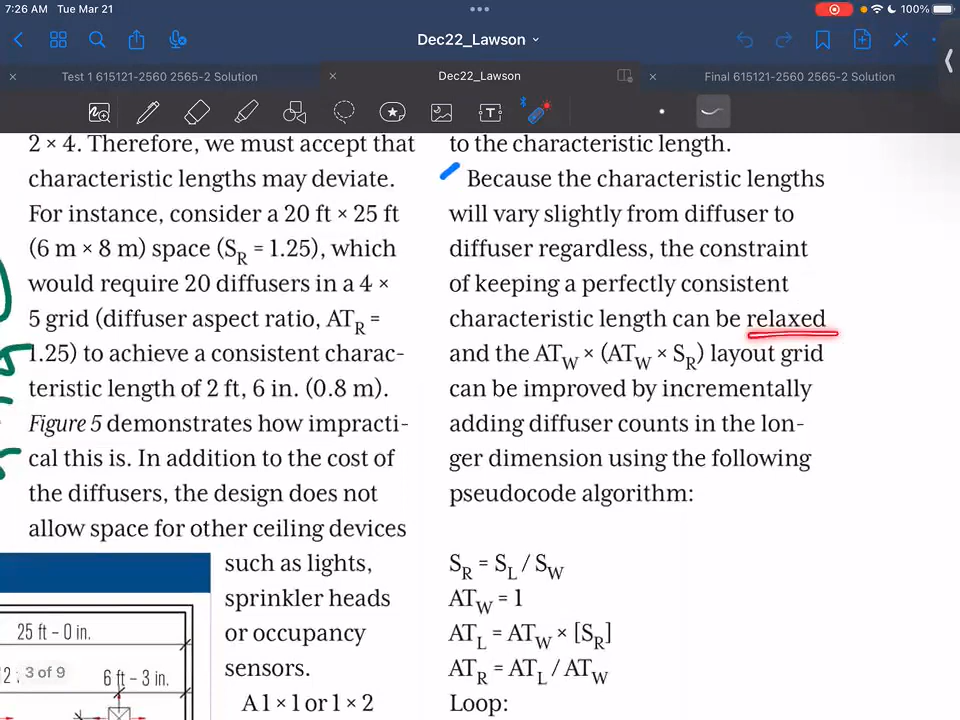 7:26 AM Tue Mar 21
100%
Dec22_Lawson
Test 1 615121-2560 2565-2 Solution
Dec22_Lawson
Final 615121-2560 2565-2 Solution
2 × 4. Therefore, we must accept that
characteristic lengths may deviate.
For instance, consider a 20 ft × 25 ft
(6 m × 8 m) space (SR = 1.25), which
would require 20 diffusers in a 4 ×
5 grid (diffuser aspect ratio, ATR =
1.25) to achieve a consistent charac-
teristic length of 2 ft, 6 in. (0.8 m).
Figure 5 demonstrates how impracti-
cal this is. In addition to the cost of
the diffusers, the design does not
allow space for other ceiling devices
such as lights,
sprinkler heads
or occupancy
sensors.
A 1 × 1 or 1 × 2
25 ft – 0 in.
3 of 9
6 ft – 3 in.
to the characteristic length.
Because the characteristic lengths
will vary slightly from diffuser to
diffuser regardless, the constraint
of keeping a perfectly consistent
characteristic length can be relaxed
and the ATW × (ATW × SR) layout grid
can be improved by incrementally
adding diffuser counts in the lon-
ger dimension using the following
pseudocode algorithm:
SR = SL / SW
ATW = 1
ATL = ATW × [SR]
ATR = ATL / ATW
Loop: